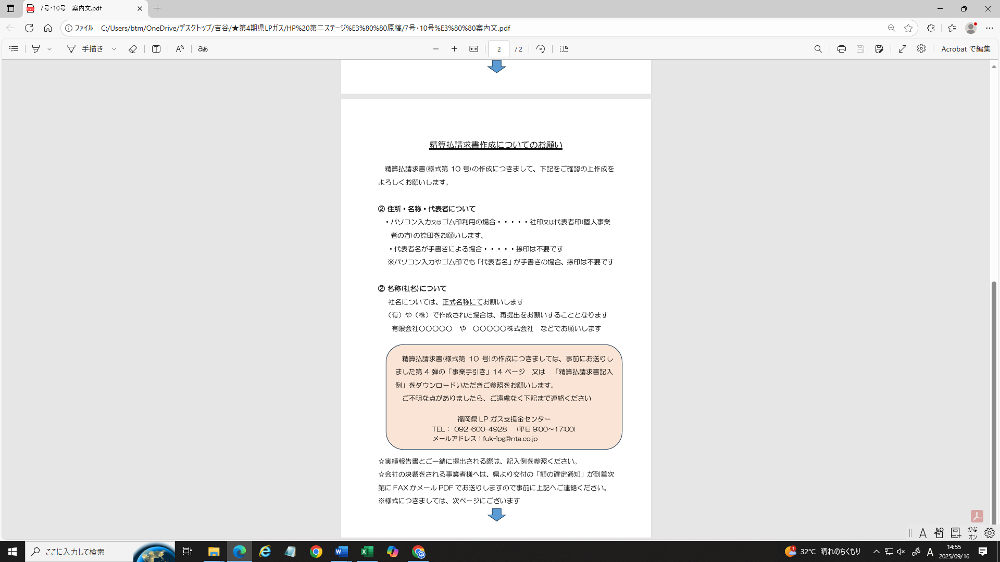 7号・10号　案内文.pdf
ファイル　C:/Users/btm/OneDrive/デスクトップ/吉谷/★第4期県LPガス/HP%20第二ステージ%E3%80%80原稿/7号・10号%E3%80%80案内文.pdf
手描き　aあ　2 / 2　Acrobat で編集
精算払請求書作成についてのお願い
精算払請求書(様式第 10 号)の作成につきまして、下記をご確認の上作成を
よろしくお願いします。
② 住所・名称・代表者について
・パソコン入力又はゴム印利用の場合・・・・・社印又は代表者印(個人事業
者の方)の捺印をお願いします。
・代表者名が手書きによる場合・・・・・捺印は不要です
※パソコン入力やゴム印でも「代表者名」が手書きの場合、捺印は不要です
② 名称(社名)について
社名については、正式名称にてお願いします
（有）や（株）で作成された場合は、再提出をお願いすることとなります
有限会社〇〇〇〇〇　や　〇〇〇〇〇株式会社　などでお願いします
精算払請求書(様式第 10 号)の作成につきましては、事前にお送りし
ました第 4 弾の「事業手引き」14 ページ　又は　「精算払請求書記入
例」をダウンロードいただきご参照をお願いします。
ご不明な点がありましたら、ご遠慮なく下記まで連絡ください
福岡県 LP ガス支援金センター
TEL： 092-600-4928　(平日 9:00～17:00)
メールアドレス：fuk-lpg@nta.co.jp
☆実績報告書とご一緒に提出される際は、記入例を参照ください。
☆会社の決裁をされる事業者様へは、県より交付の「額の確定通知」が到着次
第に FAX かメール PDF でお送りしますので事前に上記へご連絡ください。
※様式につきましては、次ページにございます
A　かな
オン
ここに入力して検索
1　32°C　晴れのちくもり　A　14:55
2025/09/16